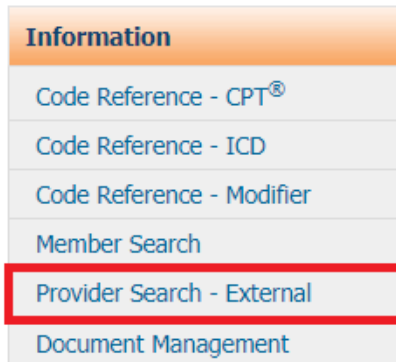 Information
Code Reference - CPT®
Code Reference - ICD
Code Reference - Modifier
Member Search
Provider Search - External
Document Management